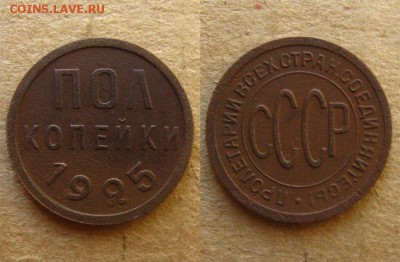 COINS.LAVE.RU
ПОЛ
КОПЕЙКИ
1925
ПРОЛЕТАРИИ ВСЕХ СТРАН, СОЕДИНЯЙТЕСЬ!
СССР